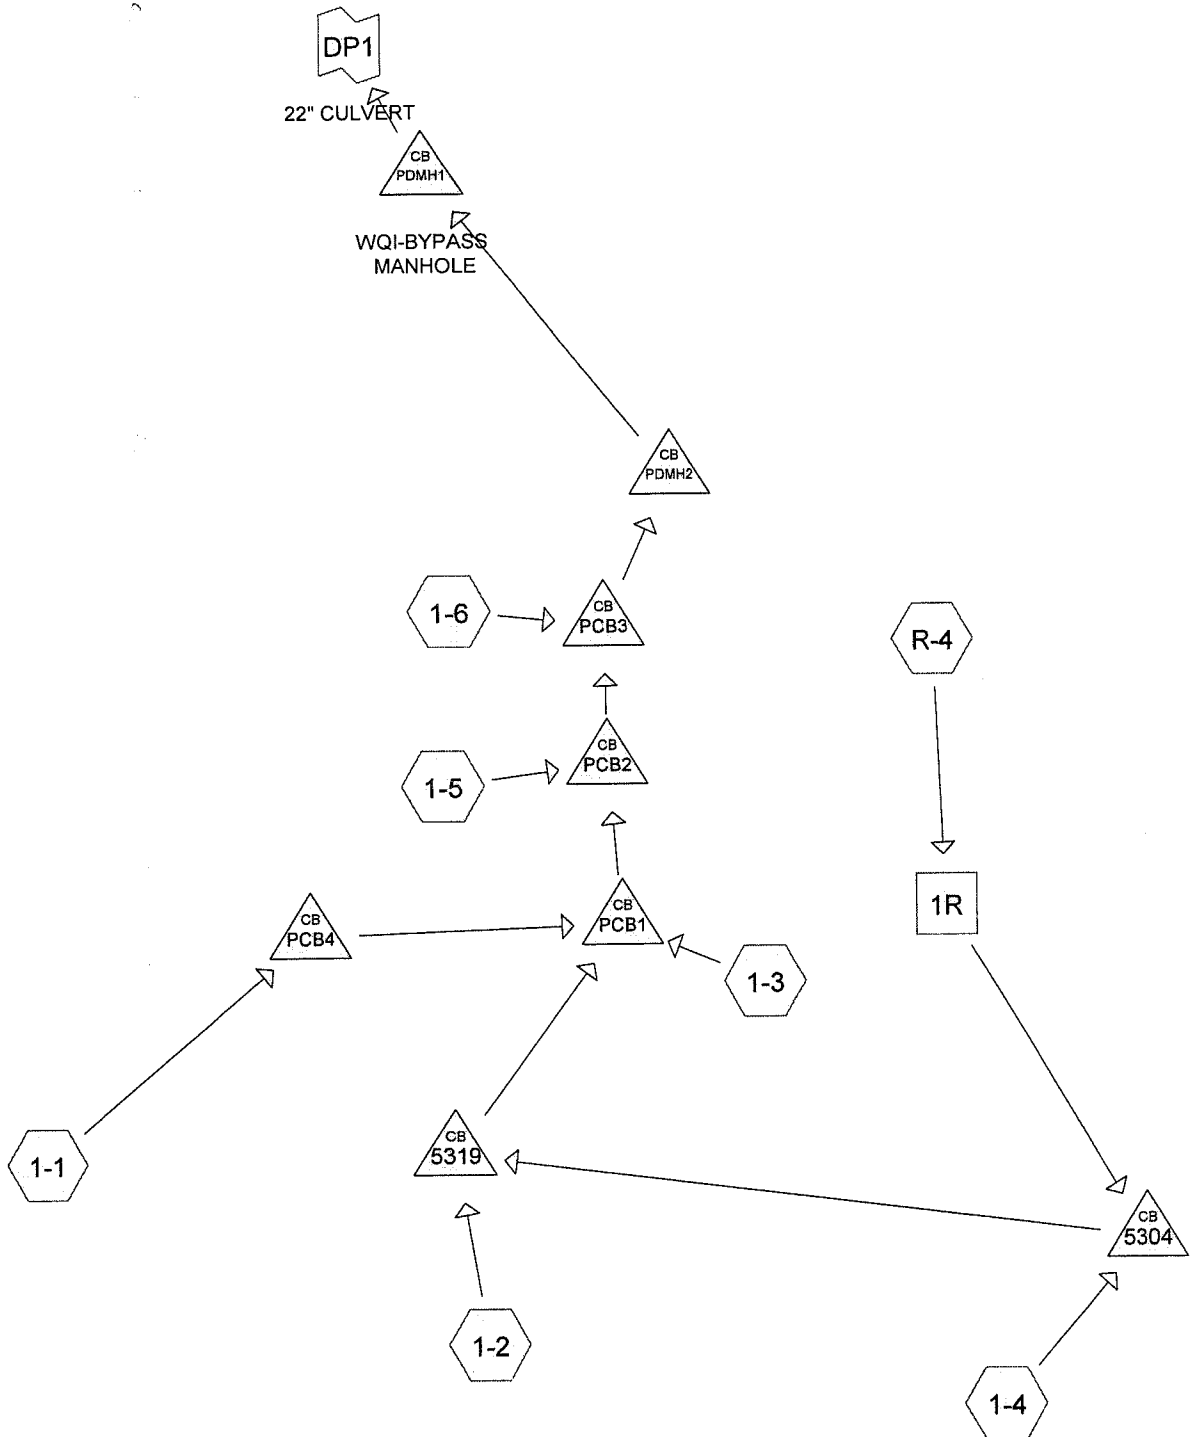 DP1
22" CULVERT
CB
PDMH1
WQI-BYPASS
MANHOLE
CB
PDMH2
1-6
CB
PCB3
R-4
CB
PCB2
1-5
CB
PCB4
CB
PCB1
1R
1-3
CB
5319
1-1
CB
5304
1-2
1-4